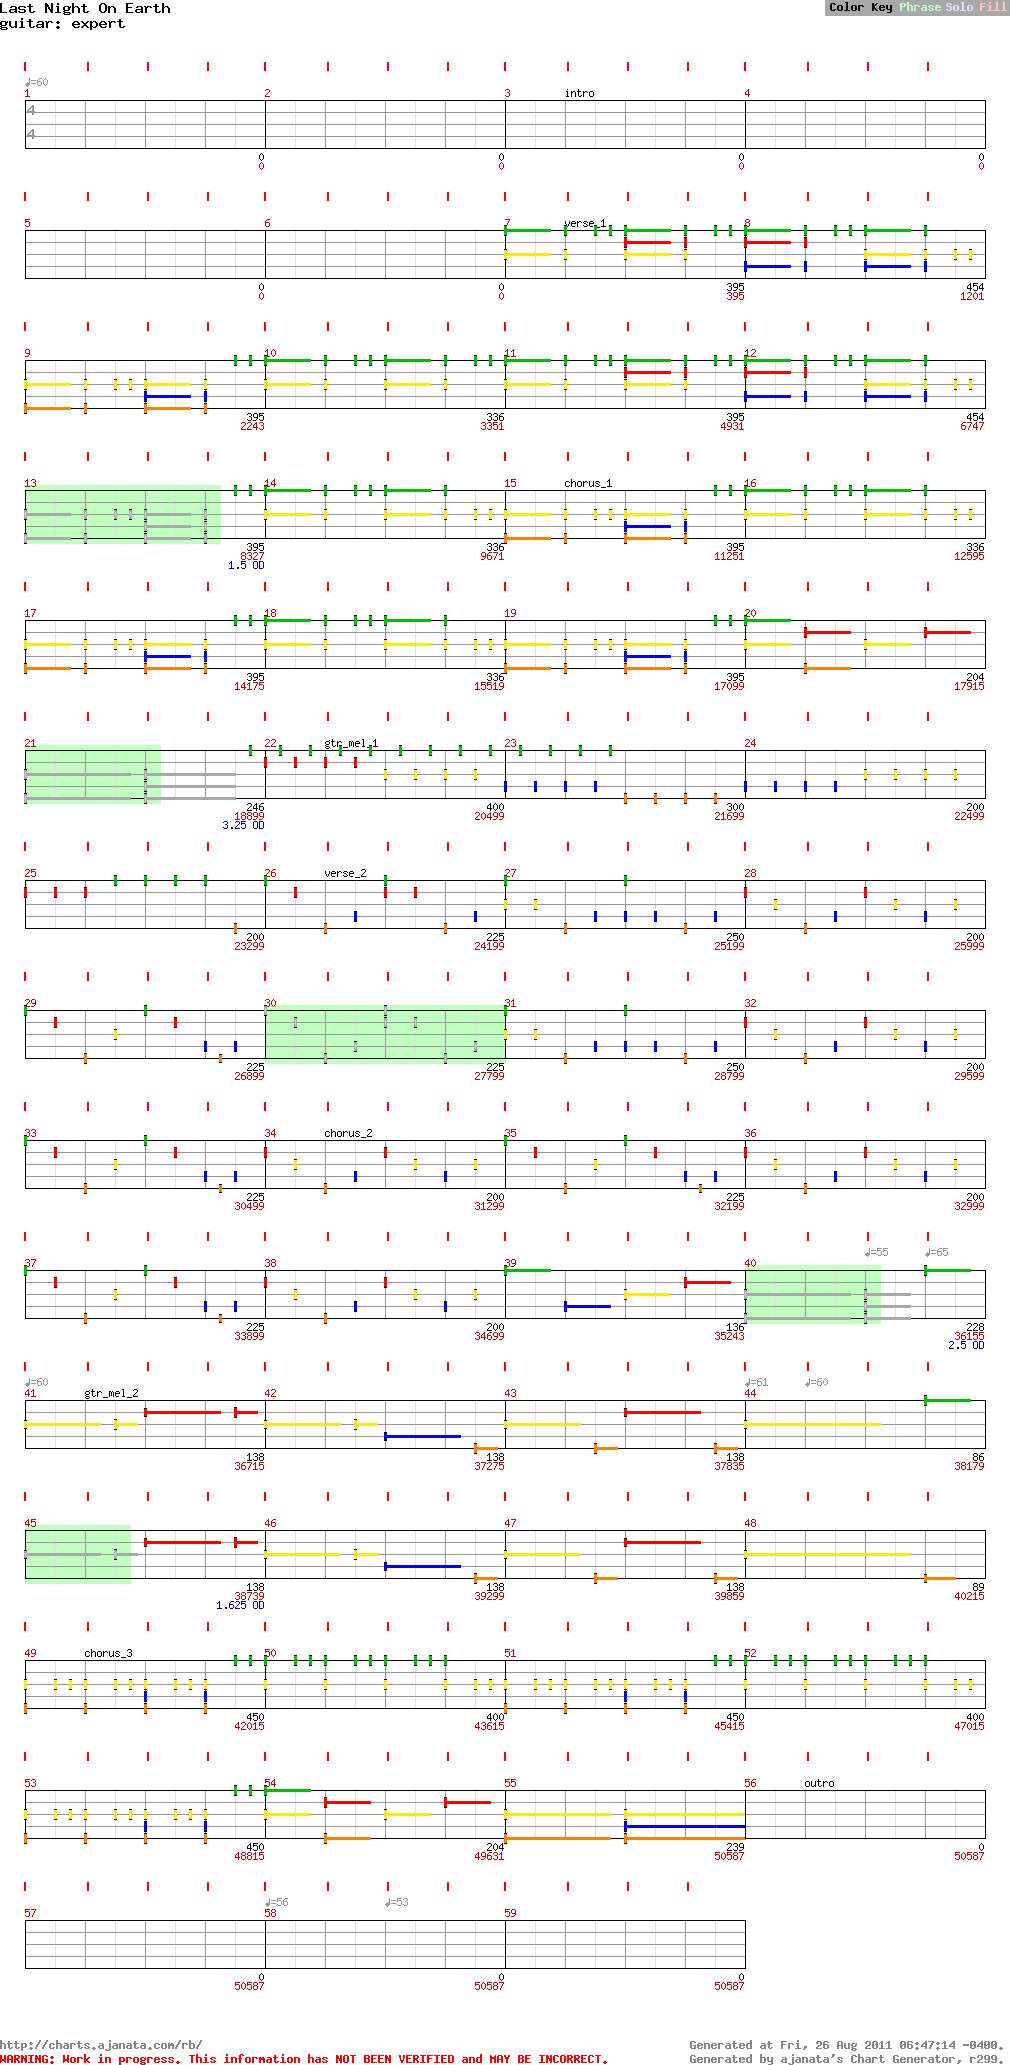 Last Night On Earth
guitar: expert
Color Key Phrase Solo Fill
♩=60
1 2 3 intro 4
4
4
0 0 0 0
0 0 0 0
5 6 7 verse_1 8
0 0 395 454
0 0 395 1201
9 10 11 12
395 336 395 454
2243 3351 4931 6747
13 14 15 chorus_1 16
395 336 395 336
8327 9671 11251 12595
1.5 OD
17 18 19 20
395 336 395 204
14175 15519 17099 17915
21 22 gtr_mel_1 23 24
246 400 300 200
18899 20499 21699 22499
3.25 OD
25 26 verse_2 27 28
200 225 250 200
23299 24199 25199 25999
29 30 31 32
225 225 250 200
26899 27799 28799 29599
33 34 chorus_2 35 36
225 200 225 200
30499 31299 32199 32999
♩=55 ♩=65
37 38 39 40
225 200 136 228
33899 34699 35243 36155
2.5 OD
♩=60 ♩=61 ♩=60
41 gtr_mel_2 42 43 44
138 138 138 86
36715 37275 37835 38179
45 46 47 48
138 138 138 89
38739 39299 39859 40215
1.625 OD
49 chorus_3 50 51 52
450 400 450 400
42015 43615 45415 47015
53 54 55 56 outro
450 204 239 0
48815 49631 50587 50587
♩=56 ♩=53
57 58 59
0 0 0
50587 50587 50587
http://charts.ajanata.com/rb/ Generated at Fri, 26 Aug 2011 06:47:14 -0400.
WARNING: Work in progress. This information has NOT BEEN VERIFIED and MAY BE INCORRECT. Generated by ajanata's Chart Generator, r299.